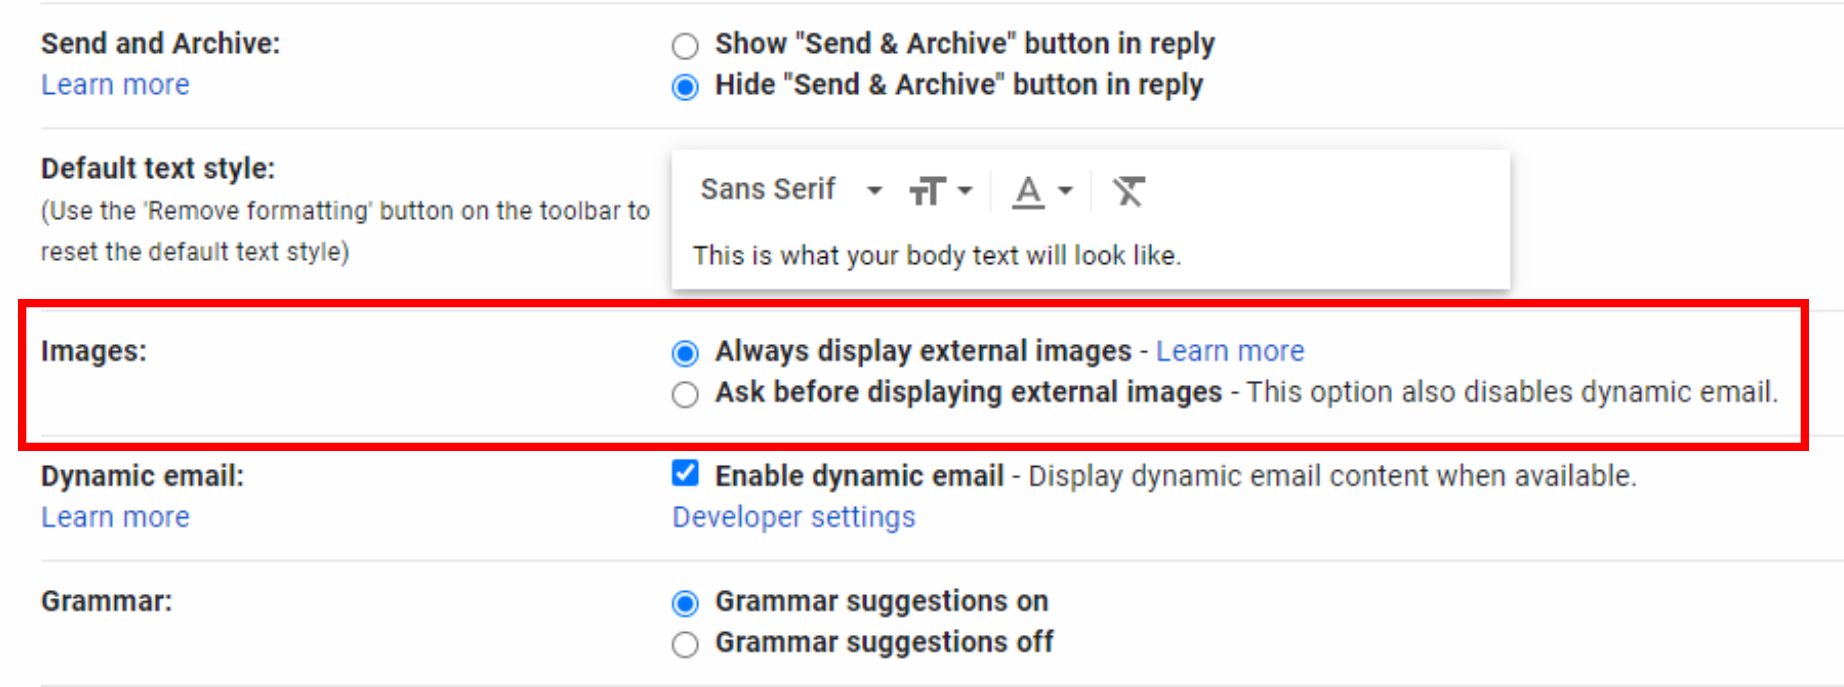 Send and Archive:
Learn more
Show "Send & Archive" button in reply
Hide "Send & Archive" button in reply
Default text style:
(Use the 'Remove formatting' button on the toolbar to
reset the default text style)
Sans Serif
This is what your body text will look like.
Images:
Always display external images - Learn more
Ask before displaying external images - This option also disables dynamic email.
Dynamic email:
Learn more
Enable dynamic email - Display dynamic email content when available.
Developer settings
Grammar:
Grammar suggestions on
Grammar suggestions off